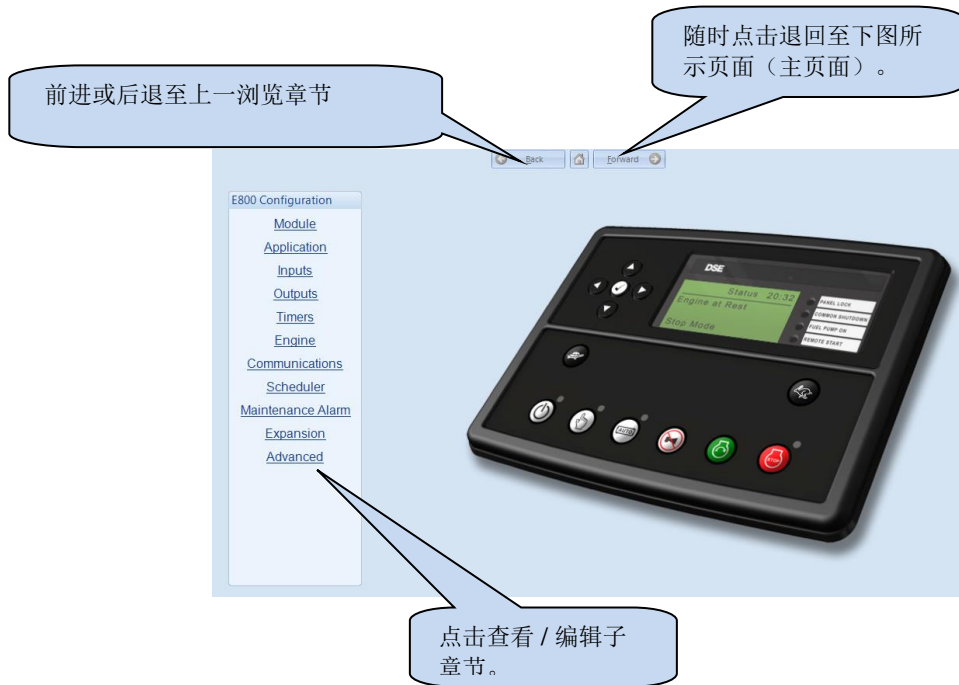 随时点击退回至下图所
示页面（主页面）。
前进或后退至上一浏览章节
Back
Forward
E800 Configuration
Module
Application
Inputs
Outputs
Timers
Engine
Communications
Scheduler
Maintenance Alarm
Expansion
Advanced
DSE
Status 20:32
Engine at Rest
Stop Mode
PANEL LOCK
COMMON SHUTDOWN
FUEL PUMP ON
REMOTE START
AUTO
STOP
点击查看 / 编辑子
章节。